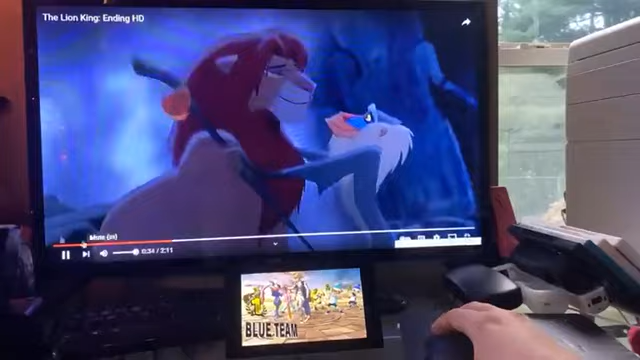 The Lion King: Ending HD
Mute (m)
0:34 / 2:11
BLUE TEAM